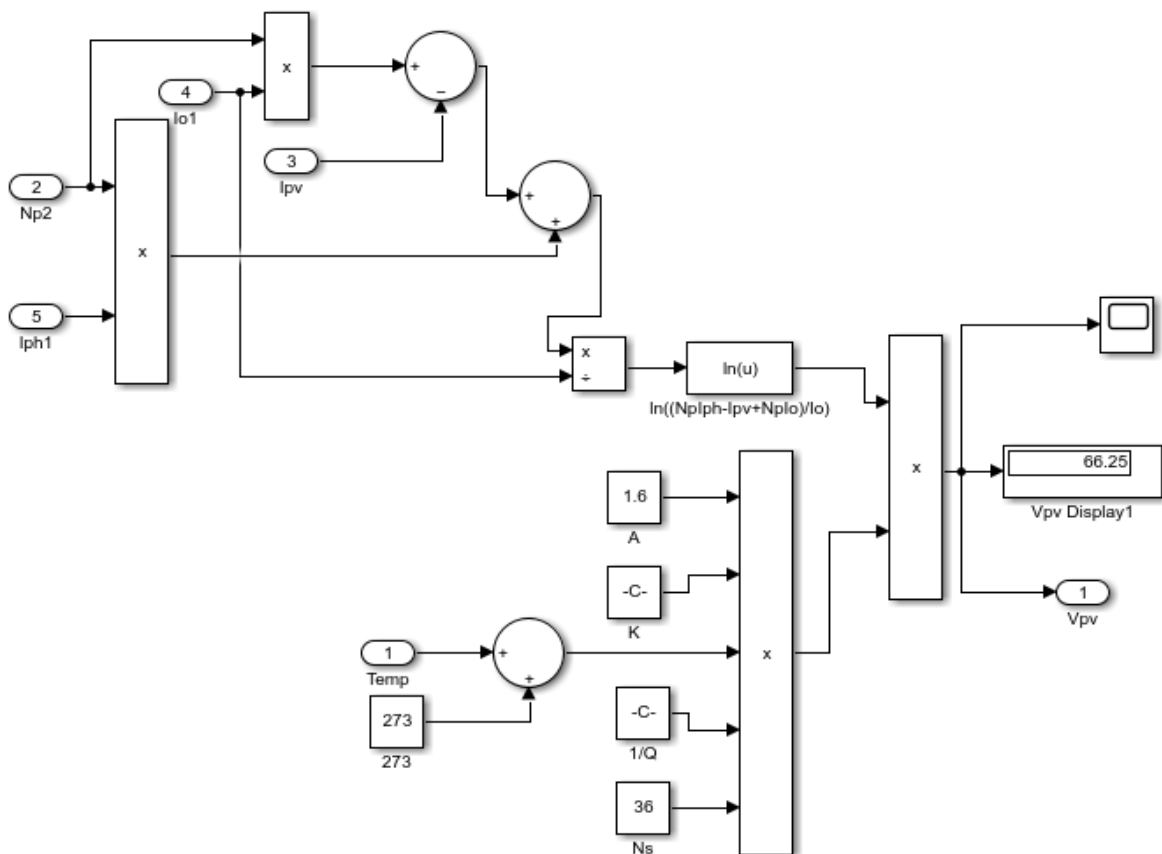 x
+
−
4
Io1
3
Ipv
2
Np2
x
+
+
5
Iph1
x
÷
ln(u)
ln((NpIph-Ipv+NpIo)/Io)
x
66.25
Vpv Display1
1.6
A
-C-
K
1
Vpv
1
Temp
+
+
x
273
273
-C-
1/Q
36
Ns